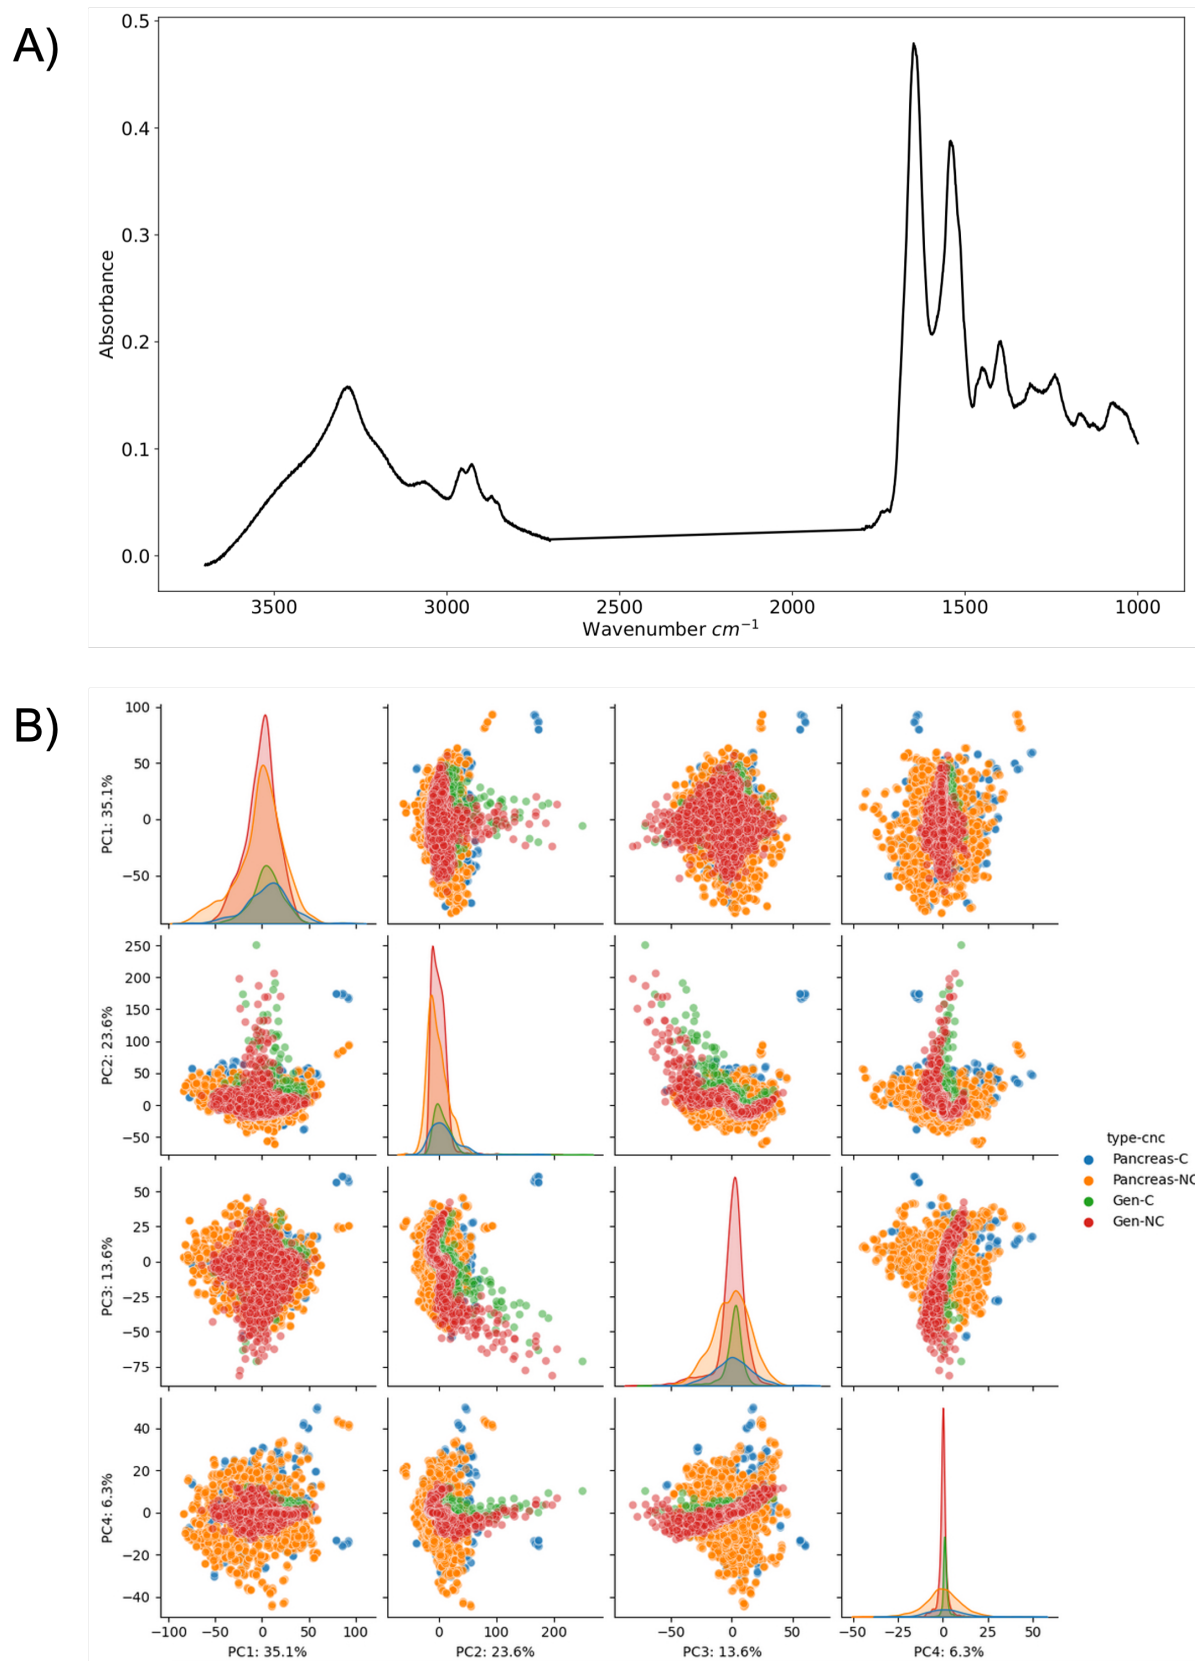 A)
0.5
0.4
0.3
0.2
0.1
0.0
Absorbance
3500 3000 2500 2000 1500 1000
Wavenumber cm⁻¹
B)
100
50
0
−50
PC1: 35.1%
250
200
150
100
50
0
−50
PC2: 23.6%
type-cnc
Pancreas-C
Pancreas-NC
Gen-C
Gen-NC
50
25
0
−25
−50
−75
PC3: 13.6%
40
20
0
−20
−40
PC4: 6.3%
−100 −50 0 50 100 0 100 200 −50 0 50 −50 −25 0 25 50
PC1: 35.1% PC2: 23.6% PC3: 13.6% PC4: 6.3%